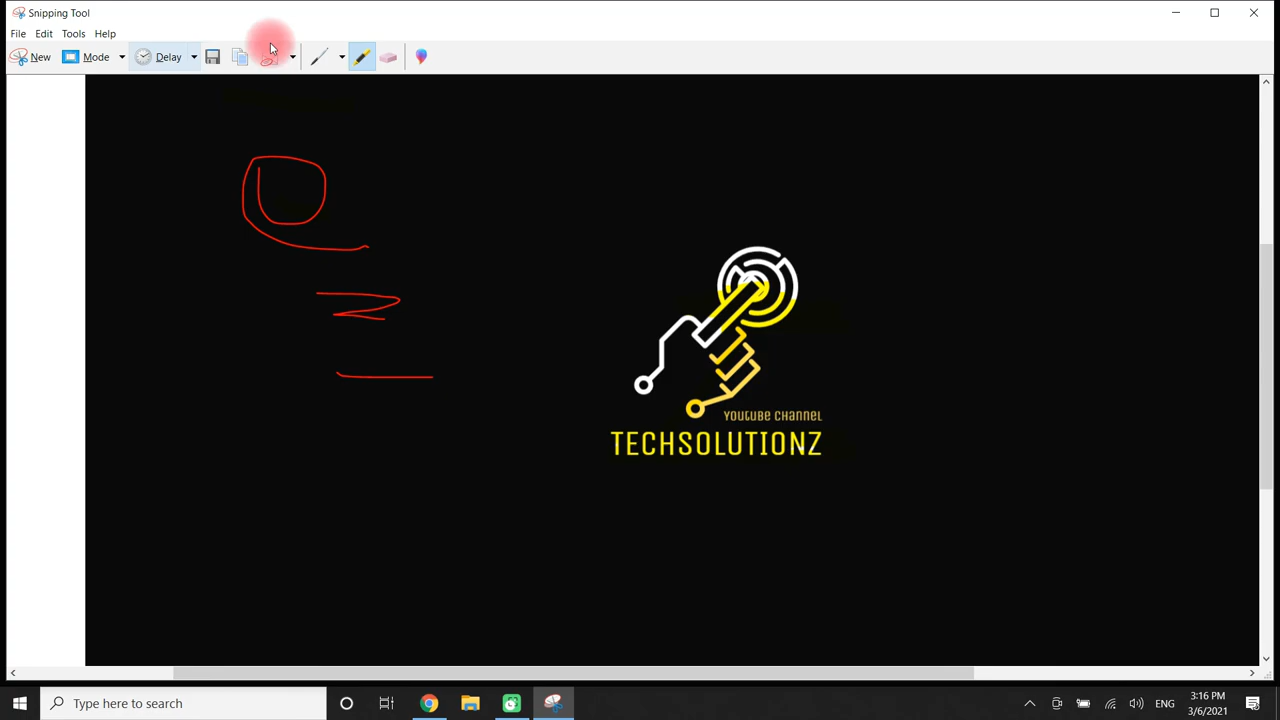 Snipping Tool
File Edit Tools Help
New Mode Delay
YOUTUBE CHANNEL
TECHSOLUTIONZ
Type here to search
ENG
3:16 PM
3/6/2021